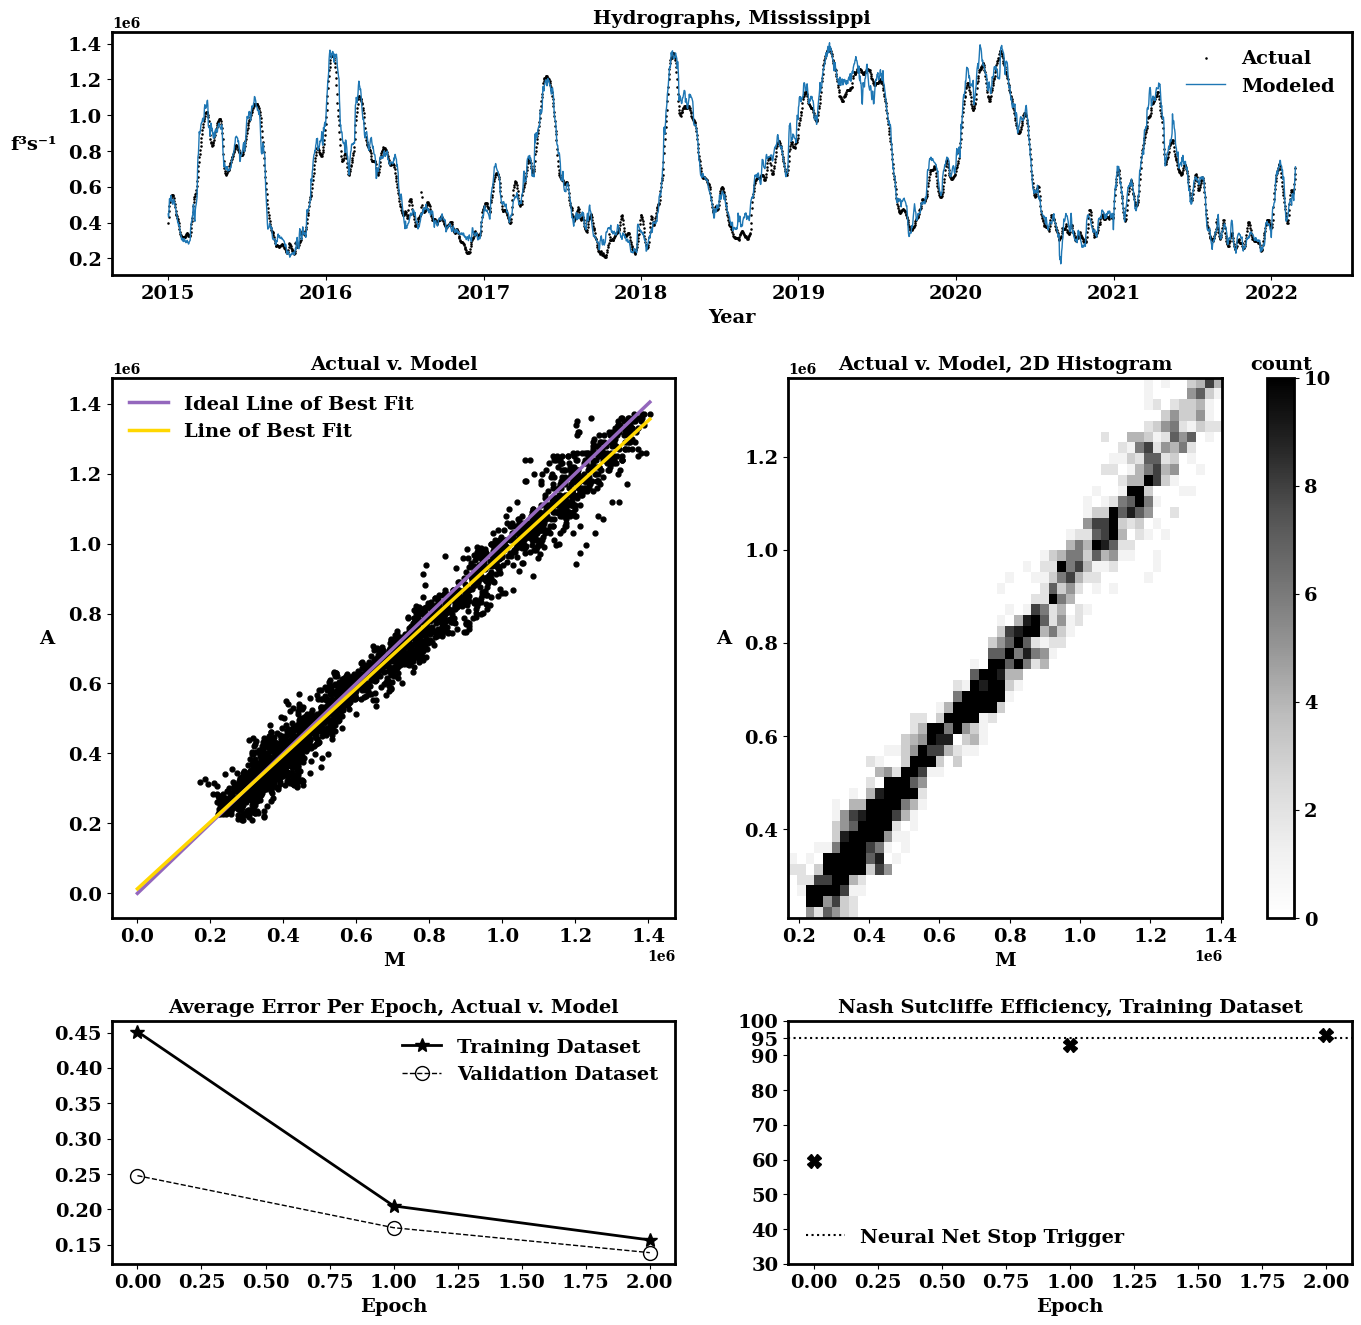 Hydrographs, Mississippi
1e6
1.4
1.2
1.0
0.8
0.6
0.4
0.2
f³s⁻¹
Actual
Modeled
2015 2016 2017 2018 2019 2020 2021 2022
Year
Actual v. Model
1e6
1.4
1.2
1.0
0.8
0.6
0.4
0.2
0.0
A
Ideal Line of Best Fit
Line of Best Fit
0.0 0.2 0.4 0.6 0.8 1.0 1.2 1.4
1e6
M
Actual v. Model, 2D Histogram
1e6
1.2
1.0
0.8
0.6
0.4
A
0.2 0.4 0.6 0.8 1.0 1.2 1.4
1e6
M
count
10
8
6
4
2
0
Average Error Per Epoch, Actual v. Model
0.45
0.40
0.35
0.30
0.25
0.20
0.15
Training Dataset
Validation Dataset
0.00 0.25 0.50 0.75 1.00 1.25 1.50 1.75 2.00
Epoch
Nash Sutcliffe Efficiency, Training Dataset
100
95
90
80
70
60
50
40
30
Neural Net Stop Trigger
0.00 0.25 0.50 0.75 1.00 1.25 1.50 1.75 2.00
Epoch